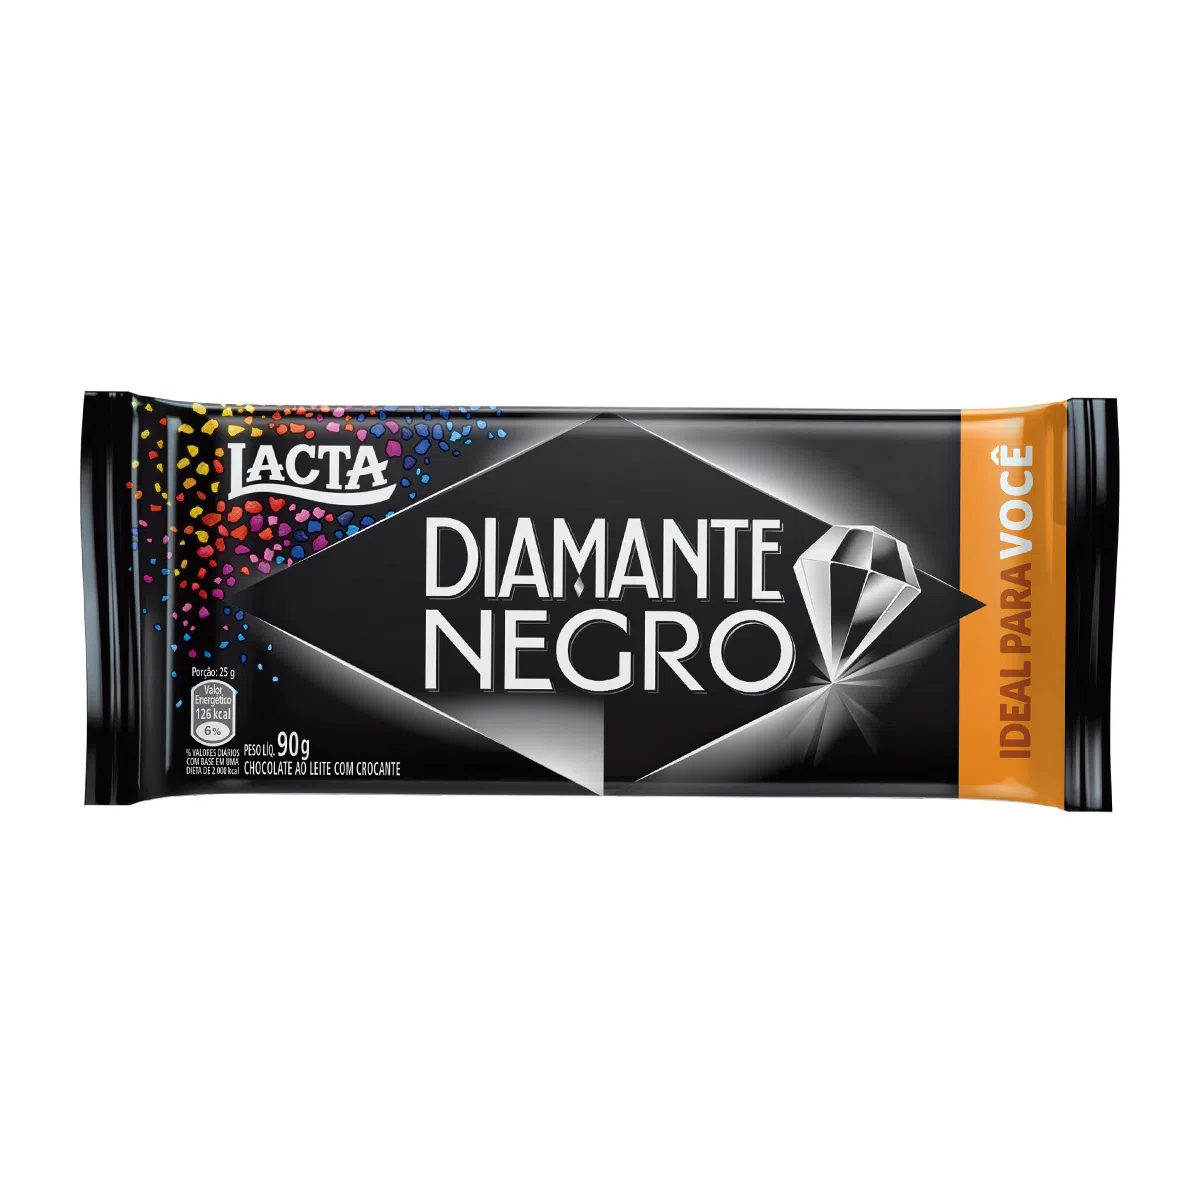 LACTA
DIAMANTE
NEGRO
IDEAL PARA VOCÊ
Porção: 25 g
Valor
Energético
126 kcal
6%
% VALORES DIÁRIOS
COM BASE EM UMA
DIETA DE 2.000 kcal
PESO LÍQ. 90g
CHOCOLATE AO LEITE COM CROCANTE